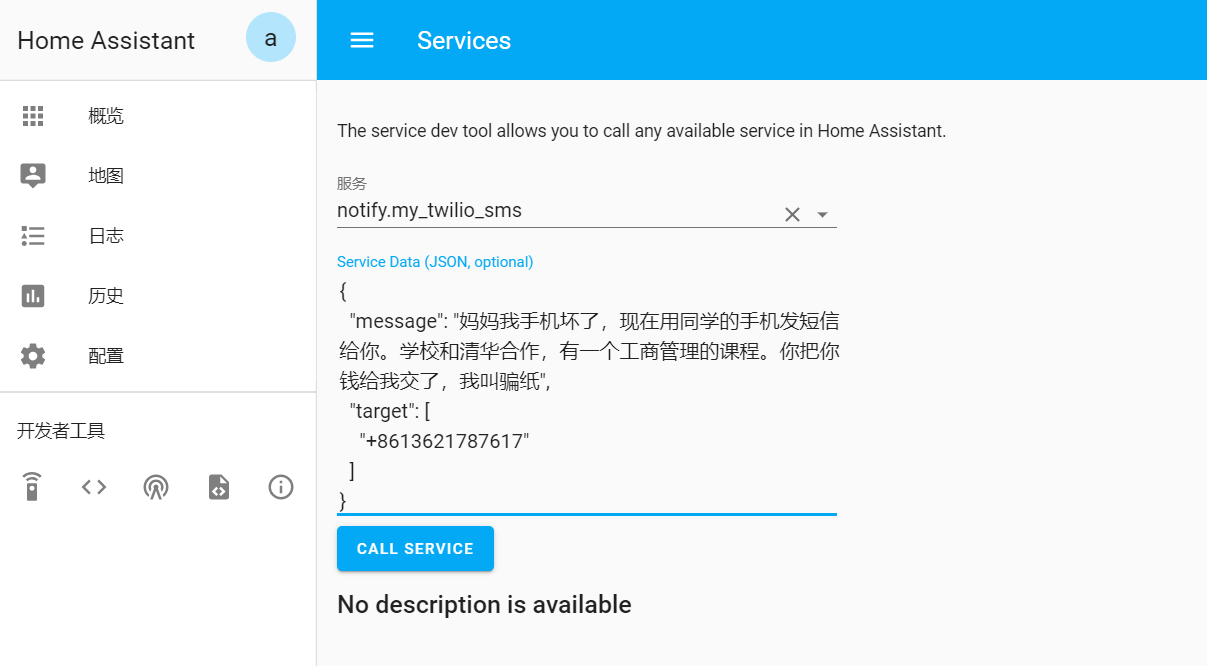 Home Assistant
a
Services
概览
地图
日志
历史
配置
开发者工具
The service dev tool allows you to call any available service in Home Assistant.
服务
notify.my_twilio_sms
Service Data (JSON, optional)
{
"message": "妈妈我手机坏了，现在用同学的手机发短信
给你。学校和清华合作，有一个工商管理的课程。你把你
钱给我交了，我叫骗纸",
"target": [
"+8613621787617"
]
}
CALL SERVICE
No description is available